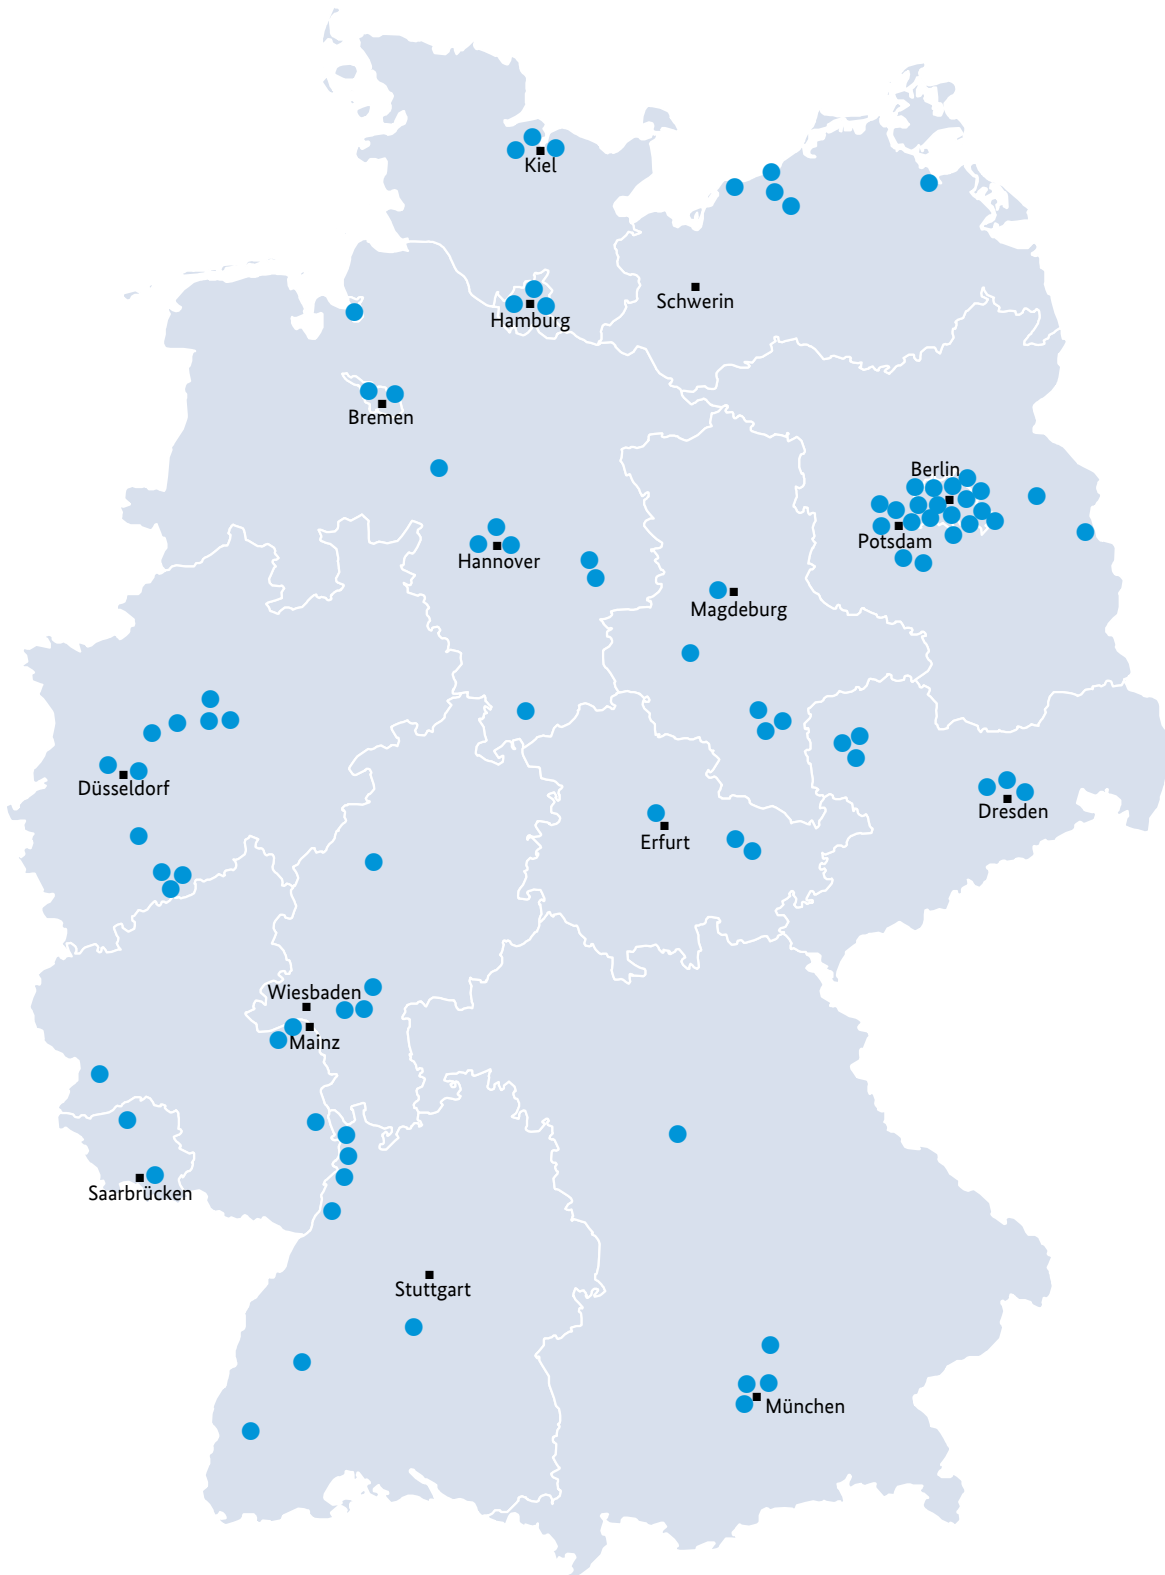 Kiel
Schwerin
Hamburg
Bremen
Berlin
Potsdam
Hannover
Magdeburg
Düsseldorf
Dresden
Erfurt
Wiesbaden
Mainz
Saarbrücken
Stuttgart
München